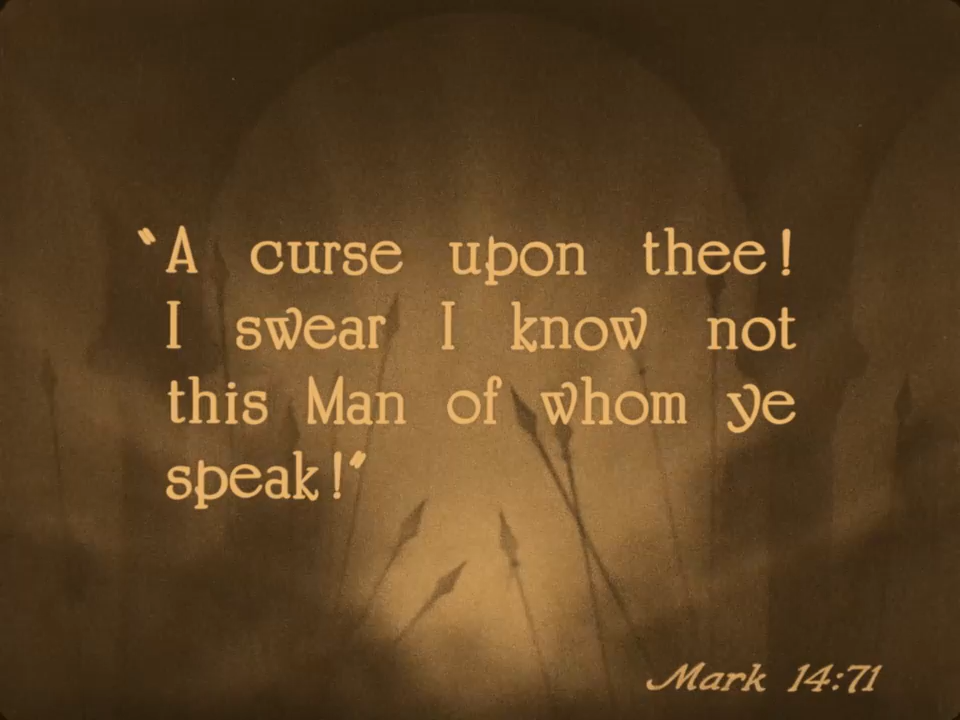 “A curse upon thee!
I swear I know not
this Man of whom ye
speak!”
Mark 14:71